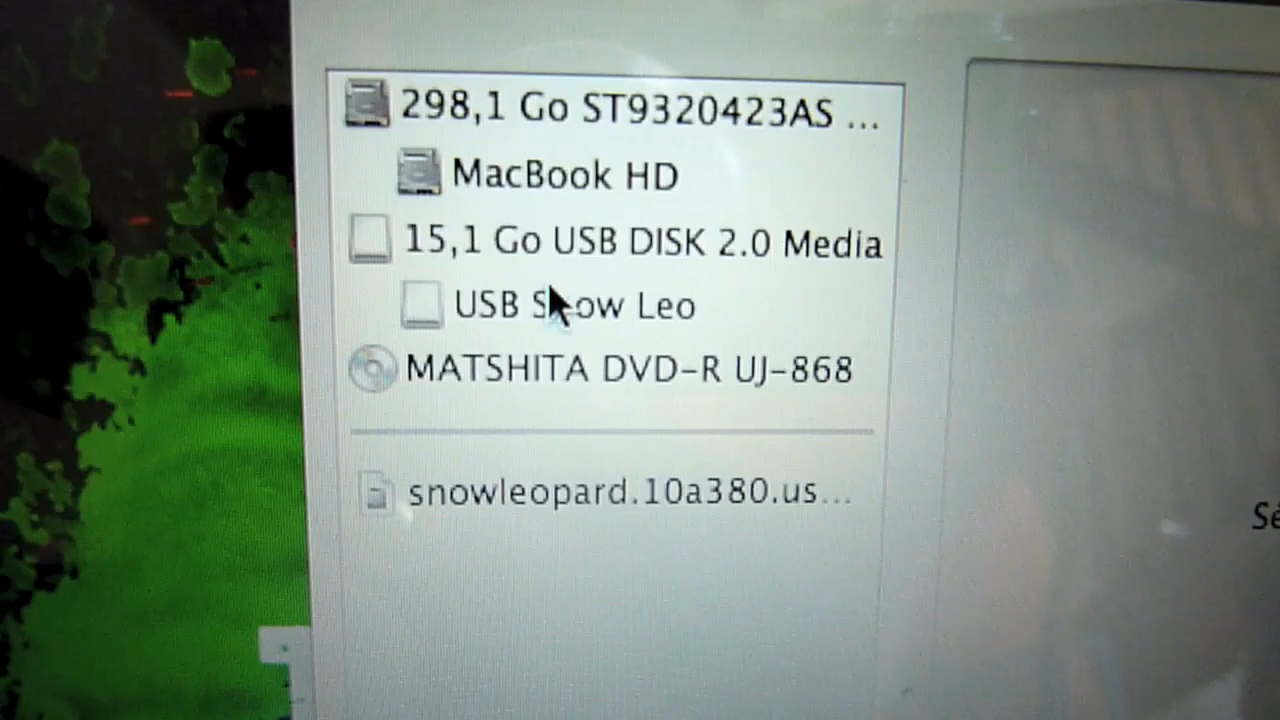 298,1 Go ST9320423AS ...
MacBook HD
15,1 Go USB DISK 2.0 Media
USB Snow Leo
MATSHITA DVD-R UJ-868
snowleopard.10a380.us...
Sé